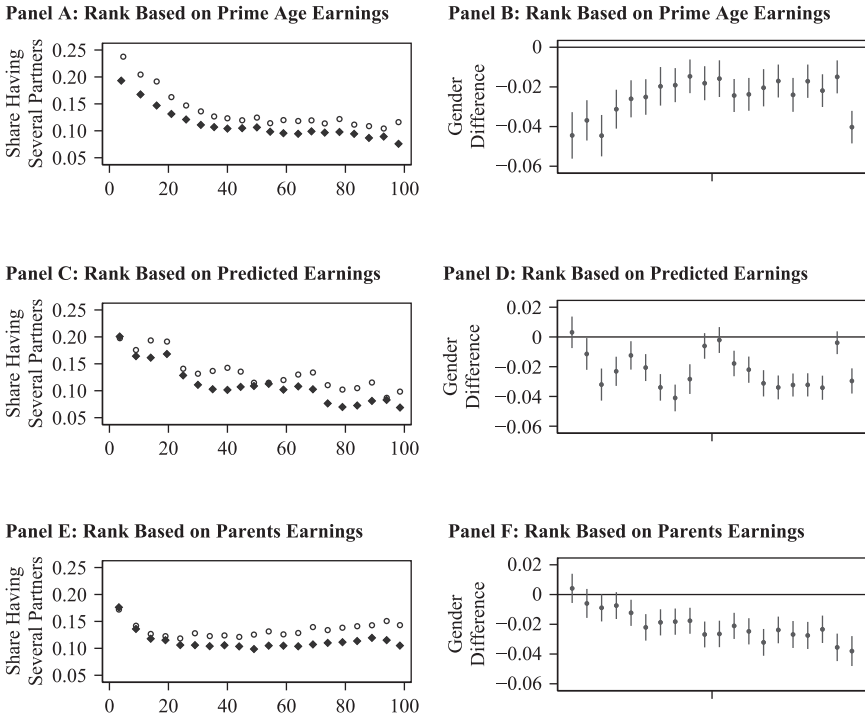 Panel A: Rank Based on Prime Age Earnings
Share Having
Several Partners
0.25
0.20
0.15
0.10
0.05
0 20 40 60 80 100
Panel B: Rank Based on Prime Age Earnings
Gender
Difference
0
−0.02
−0.04
−0.06
Panel C: Rank Based on Predicted Earnings
Share Having
Several Partners
0.25
0.20
0.15
0.10
0.05
0 20 40 60 80 100
Panel D: Rank Based on Predicted Earnings
Gender
Difference
0.02
0
−0.02
−0.04
−0.06
Panel E: Rank Based on Parents Earnings
Share Having
Several Partners
0.25
0.20
0.15
0.10
0.05
0 20 40 60 80 100
Panel F: Rank Based on Parents Earnings
Gender
Difference
0.02
0
−0.02
−0.04
−0.06